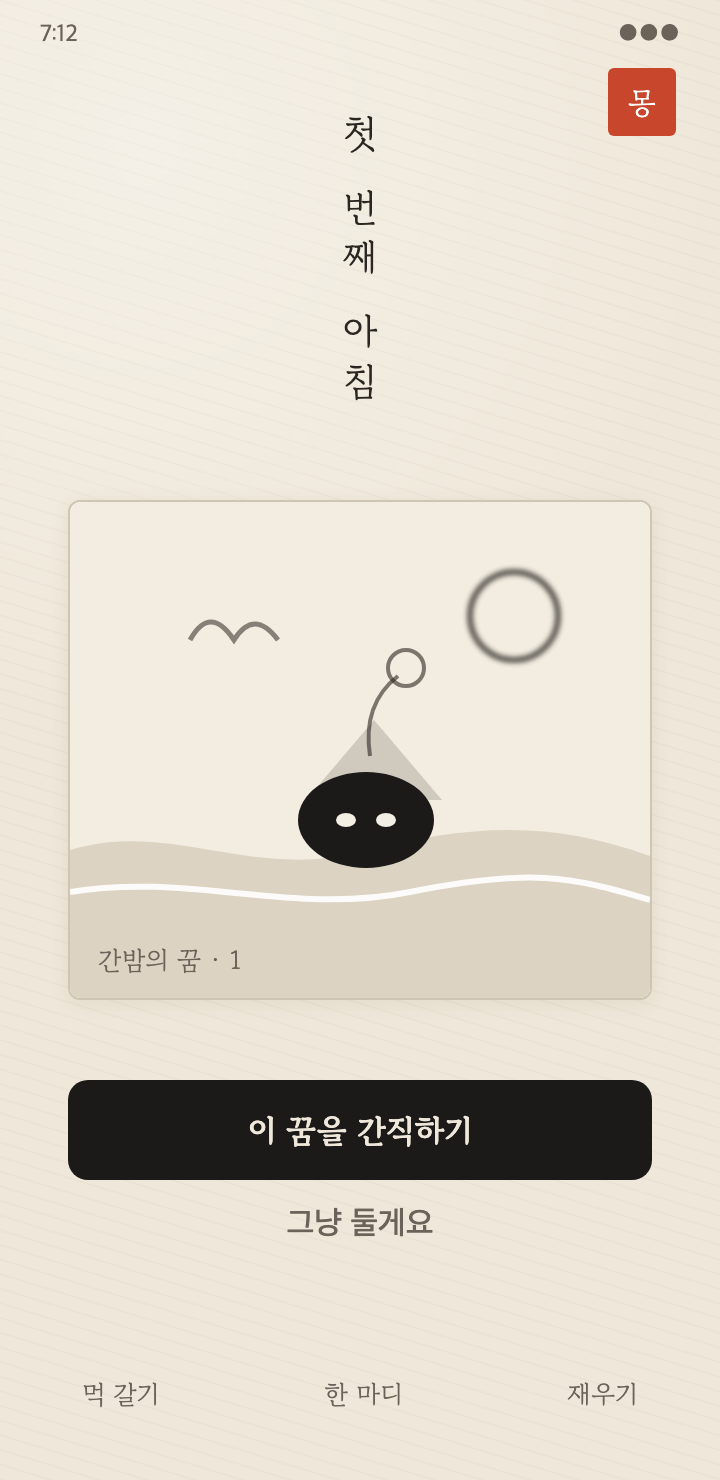 7:12
몽
첫 번째 아침
간밤의 꿈 · 1
이 꿈을 간직하기
그냥 둘게요
먹 갈기
한 마디
재우기